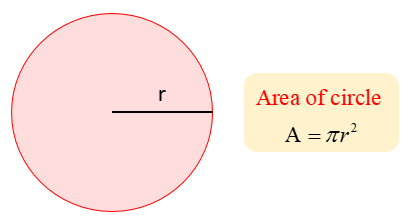 r
Area of circle
A = πr²